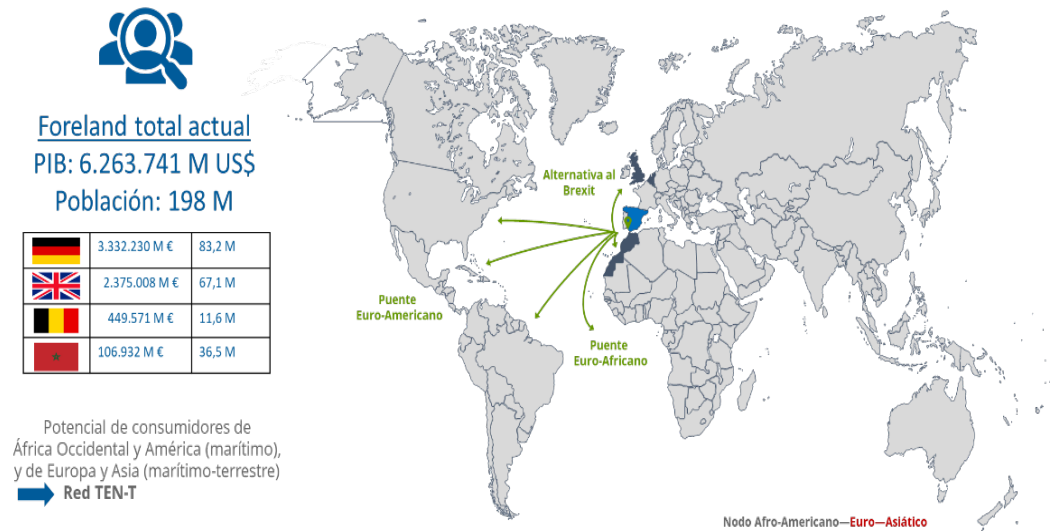 Foreland total actual
PIB: 6.263.741 M US$
Población: 198 M
3.332.230 M € 83,2 M
2.375.008 M € 67,1 M
449.571 M € 11,6 M
106.932 M € 36,5 M
Potencial de consumidores de
África Occidental y América (marítimo),
y de Europa y Asia (marítimo-terrestre)
Red TEN-T
Alternativa al
Brexit
Puente
Euro-Americano
Puente
Euro-Africano
Nodo Afro-Americano—Euro—Asiático